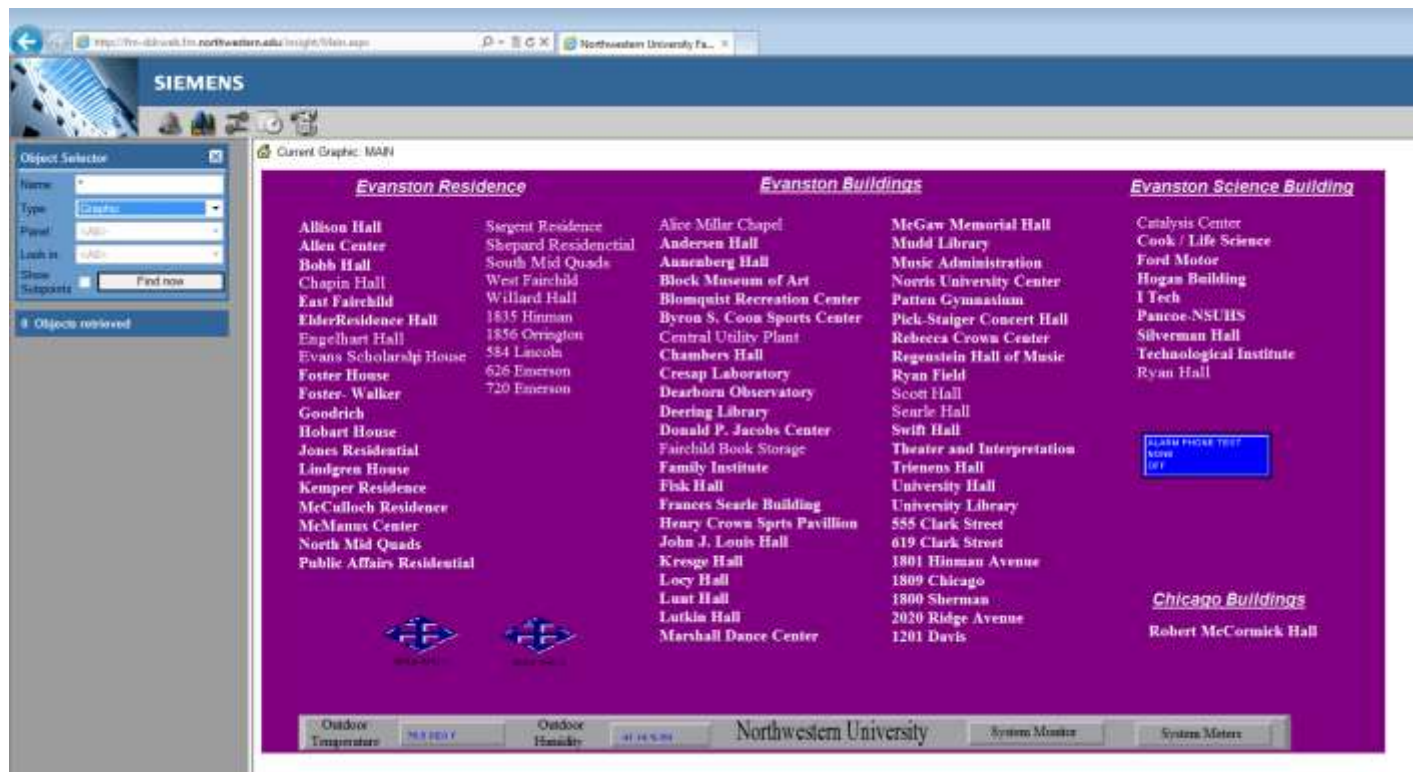 northwestern.edu
Northwestern University Fa...
SIEMENS
Object Selector
Current Graphic: MAIN
Name
*
Type
Graphic
Panel
<All>
Look in
<All>
Show
Subpoints
Find now
0 Objects retrieved
Evanston Residence
Allison Hall
Allen Center
Bobb Hall
Chapin Hall
East Fairchild
ElderResidence Hall
Engelhart Hall
Evans Scholarshp House
Foster House
Foster- Walker
Goodrich
Hobart House
Jones Residential
Lindgren House
Kemper Residence
McCulloch Residence
McManus Center
North Mid Quads
Public Affairs Residential
Sargent Residence
Shepard Residenctial
South Mid Quads
West Fairchild
Willard Hall
1835 Hinman
1856 Orrington
584 Lincoln
626 Emerson
720 Emerson
Evanston Buildings
Alice Millar Chapel
Andersen Hall
Annenberg Hall
Block Museum of Art
Blomquist Recreation Center
Byron S. Coon Sports Center
Central Utility Plant
Chambers Hall
Cresap Laboratory
Dearborn Observatory
Deering Library
Donald P. Jacobs Center
Fairchild Book Storage
Family Institute
Fisk Hall
Frances Searle Building
Henry Crown Sprts Pavillion
John J. Louis Hall
Kresge Hall
Locy Hall
Lunt Hall
Lutkin Hall
Marshall Dance Center
McGaw Memorial Hall
Mudd Library
Music Administration
Norris University Center
Patten Gymnasium
Pick-Staiger Concert Hall
Rebecca Crown Center
Regenstein Hall of Music
Ryan Field
Scott Hall
Searle Hall
Swift Hall
Theater and Interpretation
Trienens Hall
University Hall
University Library
555 Clark Street
619 Clark Street
1801 Hinman Avenue
1809 Chicago
1800 Sherman
2020 Ridge Avenue
1201 Davis
Evanston Science Building
Catalysis Center
Cook / Life Science
Ford Motor
Hogan Building
I Tech
Pancoe-NSUHS
Silverman Hall
Technological Institute
Ryan Hall
ALARM PHONE TEST
NONE
OFF
Chicago Buildings
Robert McCormick Hall
Outdoor
Temperature
Outdoor
Humidity
Northwestern University
System Monitor
System Meters